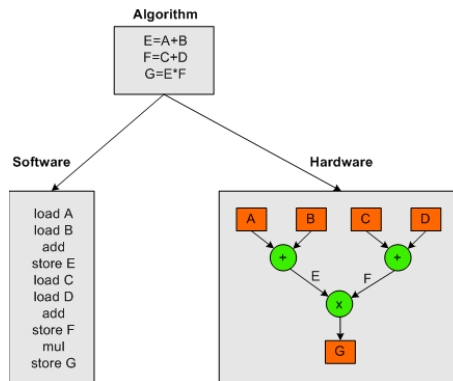 Algorithm
E=A+B
F=C+D
G=E*F
Software
Hardware
load A
load B
add
store E
load C
load D
add
store F
mul
store G
A B C D
+ +
E F
x
G